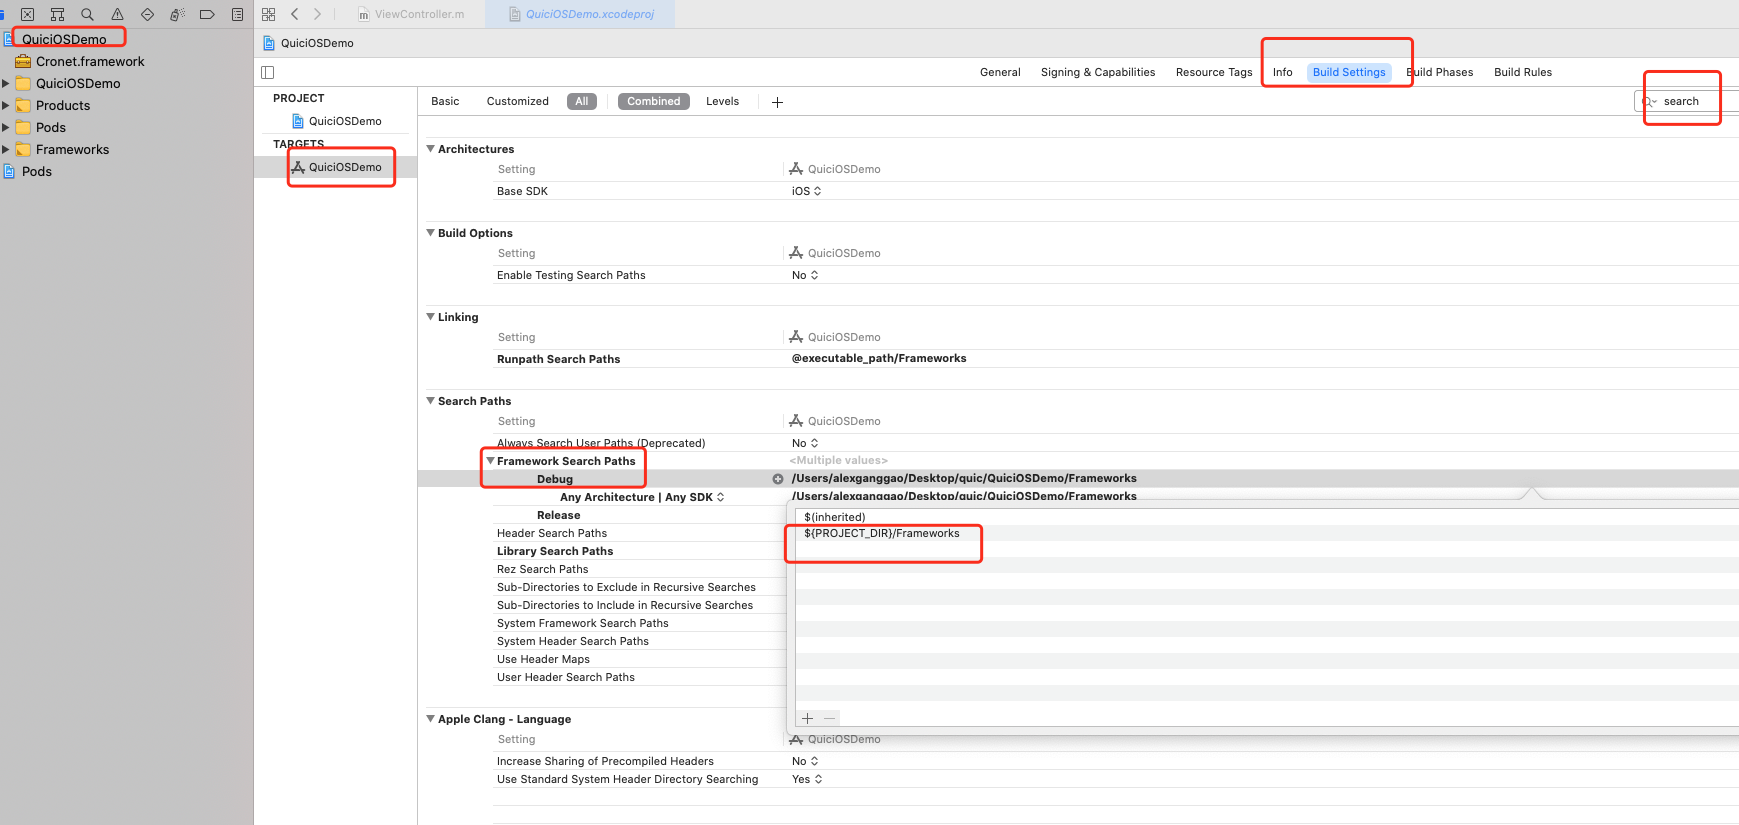 ViewController.m
QuiciOSDemo.xcodeproj
QuiciOSDemo
Cronet.framework
QuiciOSDemo
Products
Pods
Frameworks
Pods
QuiciOSDemo
General
Signing & Capabilities
Resource Tags
Info
Build Settings
Build Phases
Build Rules
PROJECT
QuiciOSDemo
TARGETS
QuiciOSDemo
Basic
Customized
All
Combined
Levels
search
Architectures
Setting
QuiciOSDemo
Base SDK
iOS
Build Options
Setting
QuiciOSDemo
Enable Testing Search Paths
No
Linking
Setting
QuiciOSDemo
Runpath Search Paths
@executable_path/Frameworks
Search Paths
Setting
QuiciOSDemo
Always Search User Paths (Deprecated)
No
Framework Search Paths
<Multiple values>
Debug
/Users/alexganggao/Desktop/quic/QuiciOSDemo/Frameworks
Any Architecture | Any SDK
/Users/alexganggao/Desktop/quic/QuiciOSDemo/Frameworks
Release
$(inherited)
${PROJECT_DIR}/Frameworks
Header Search Paths
Library Search Paths
Rez Search Paths
Sub-Directories to Exclude in Recursive Searches
Sub-Directories to Include in Recursive Searches
System Framework Search Paths
System Header Search Paths
Use Header Maps
User Header Search Paths
Apple Clang - Language
Setting
QuiciOSDemo
Increase Sharing of Precompiled Headers
No
Use Standard System Header Directory Searching
Yes